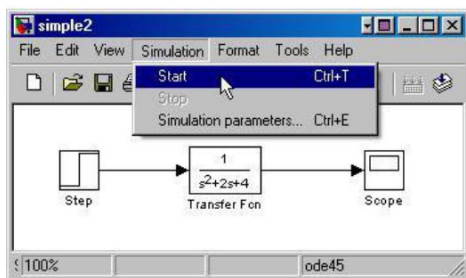 simple2
File Edit View Simulation Format Tools Help
Start Ctrl+T
Stop
Simulation parameters... Ctrl+E
1
s²+2s+4
Step
Transfer Fcn
Scope
100%
ode45